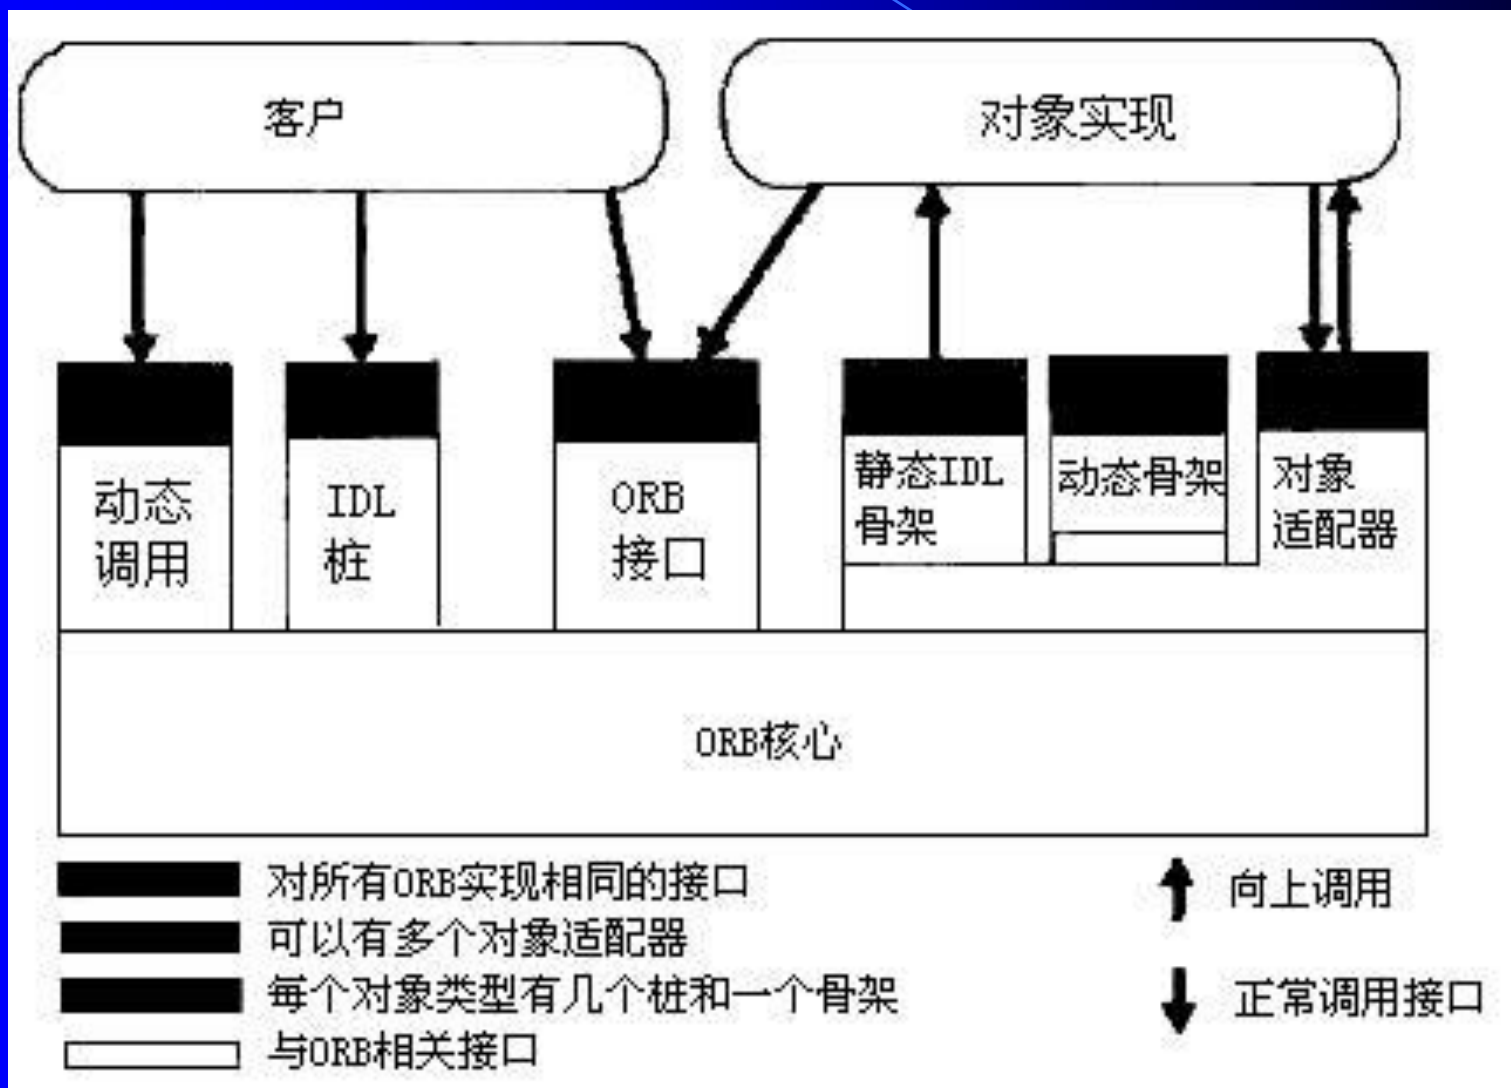 客户
对象实现
动态
调用
IDL
桩
ORB
接口
静态IDL
骨架
动态骨架
对象
适配器
ORB核心
对所有ORB实现相同的接口
可以有多个对象适配器
每个对象类型有几个桩和一个骨架
与ORB相关接口
向上调用
正常调用接口